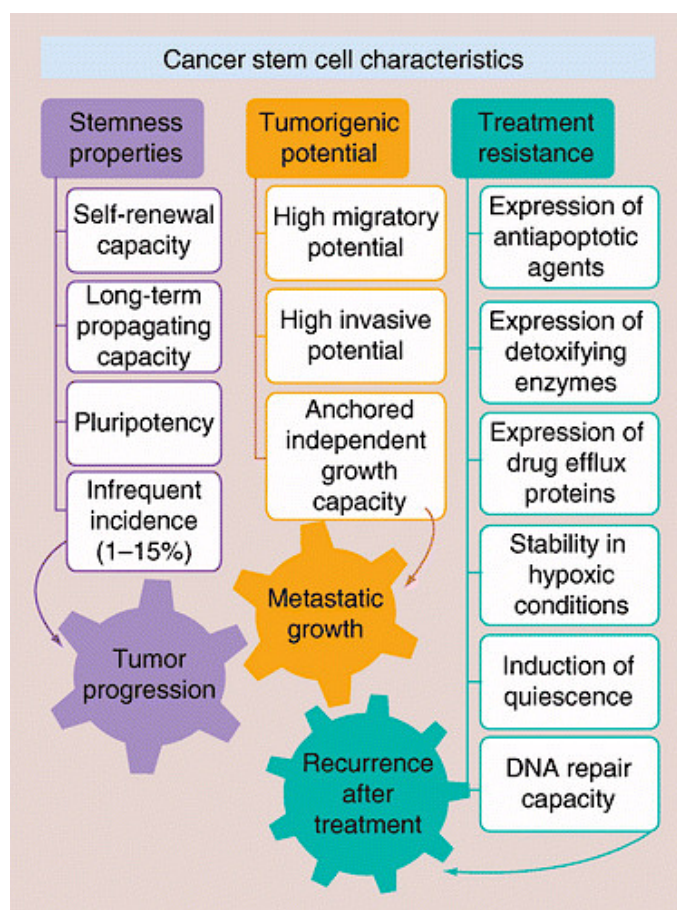 Cancer stem cell characteristics
Stemness
properties
Self-renewal
capacity
Long-term
propagating
capacity
Pluripotency
Infrequent
incidence
(1–15%)
Tumor
progression
Tumorigenic
potential
High migratory
potential
High invasive
potential
Anchored
independent
growth
capacity
Metastatic
growth
Treatment
resistance
Expression of
antiapoptotic
agents
Expression of
detoxifying
enzymes
Expression of
drug efflux
proteins
Stability in
hypoxic
conditions
Induction of
quiescence
DNA repair
capacity
Recurrence
after
treatment